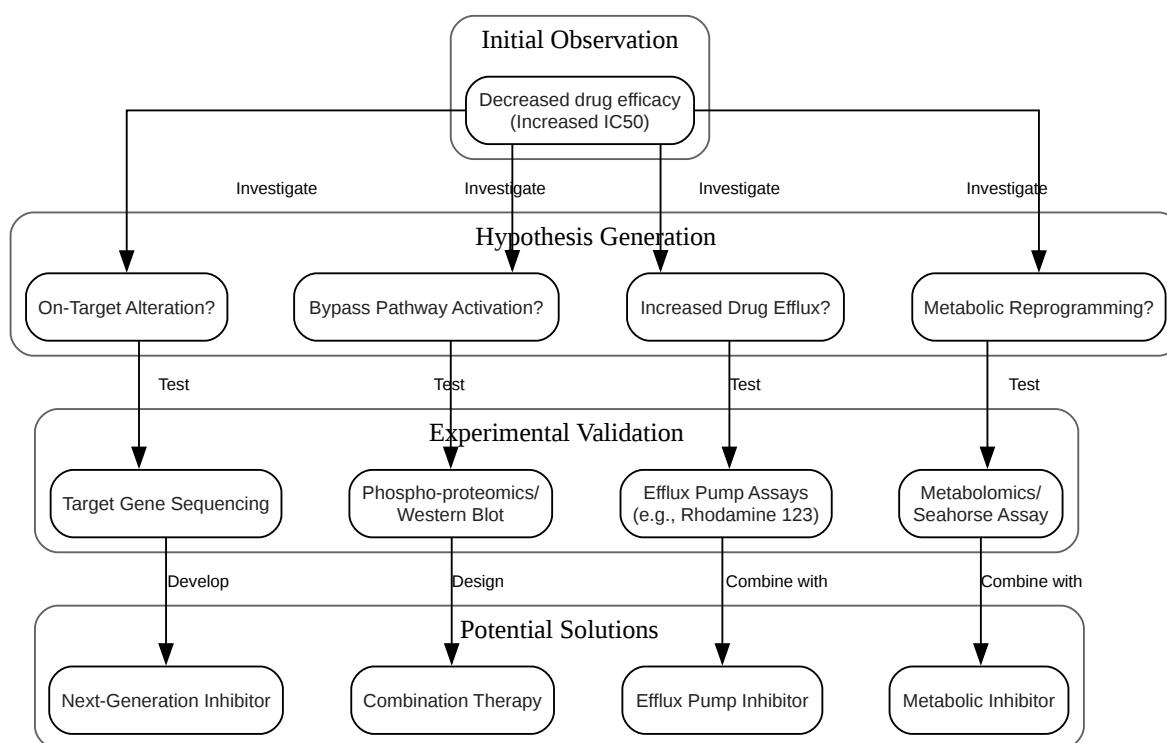 Initial Observation
Decreased drug efficacy
(Increased IC50)
Investigate
Investigate
Investigate
Investigate
Hypothesis Generation
On-Target Alteration?
Bypass Pathway Activation?
Increased Drug Efflux?
Metabolic Reprogramming?
Test
Test
Test
Test
Experimental Validation
Target Gene Sequencing
Phospho-proteomics/
Western Blot
Efflux Pump Assays
(e.g., Rhodamine 123)
Metabolomics/
Seahorse Assay
Develop
Design
Combine with
Combine with
Potential Solutions
Next-Generation Inhibitor
Combination Therapy
Efflux Pump Inhibitor
Metabolic Inhibitor